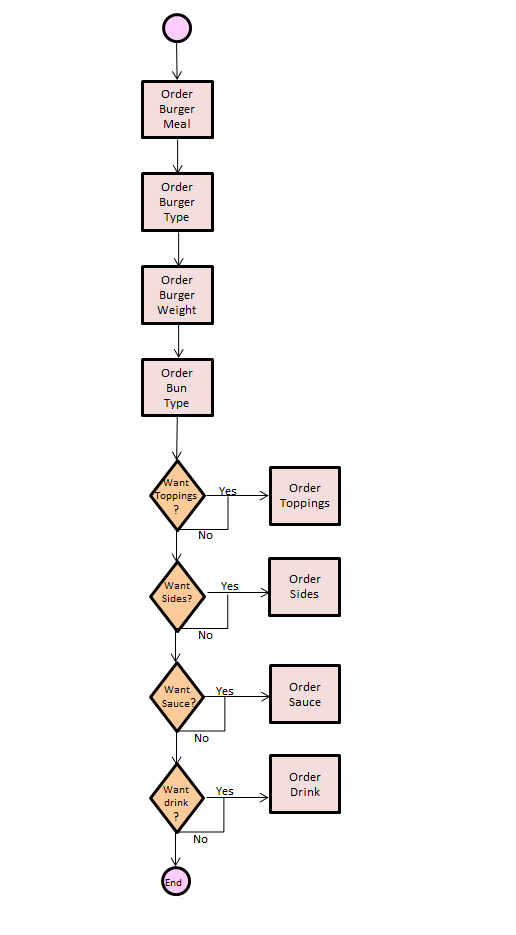 Order
Burger
Meal
Order
Burger
Type
Order
Burger
Weight
Order
Bun
Type
Want
Toppings
?
Yes
No
Order
Toppings
Want
Sides?
Yes
No
Order
Sides
Want
Sauce?
Yes
No
Order
Sauce
Want
drink
?
Yes
No
Order
Drink
End